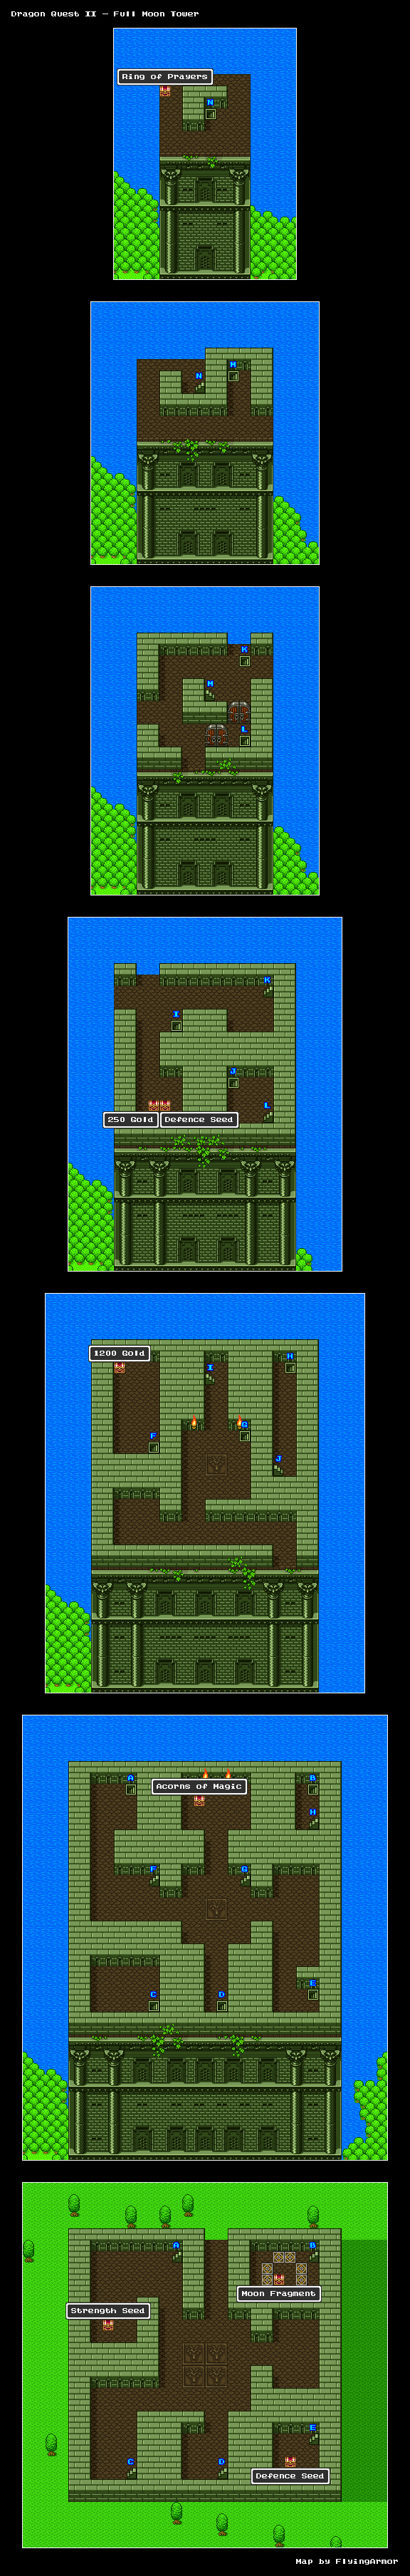 Dragon Quest II — Full Moon Tower
Ring of Prayers
N
M
N
K
M
L
K
I
J
L
250 Gold
Defence Seed
1200 Gold
H
I
G
F
J
A
B
Acorns of Magic
H
F
G
E
C
D
A
B
Moon Fragment
Strength Seed
E
C
D
Defence Seed
Map by FlyingArmor